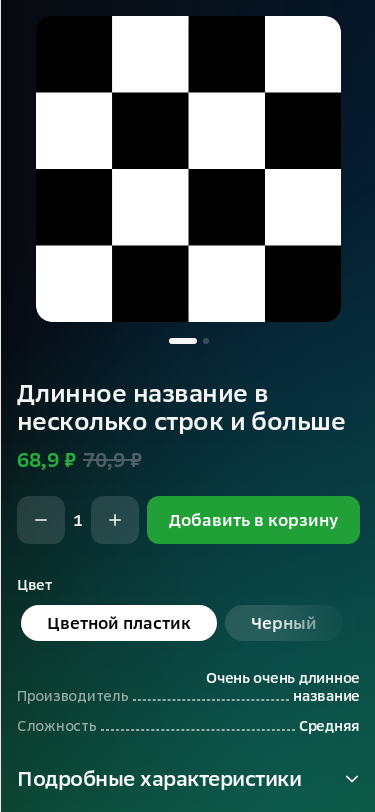 Длинное название в
несколько строк и больше
68,9 ₽ 70,9 ₽
− 1 + Добавить в корзину
Цвет
Цветной пластик Черный
Очень очень длинное
Производитель название
Сложность Средняя
Подробные характеристики